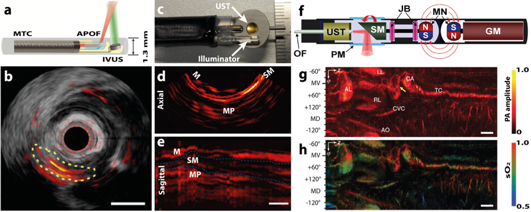 a
MTC
APOF
IVUS
1.3 mm
b
c
UST
Illuminator
d
Axial
M
SM
MP
e
Sagittal
M
SM
MP
f
OF
UST
PM
SM
JB
MN
N
S
S
N
GM
g
-60°
MV
+60°
+120°
MD
-120°
LL
AL
RL
CA
TC
CVC
AO
1.0
PA amplitude
0
h
-60°
MV
+60°
+120°
MD
-120°
1.0
sO₂
0.5